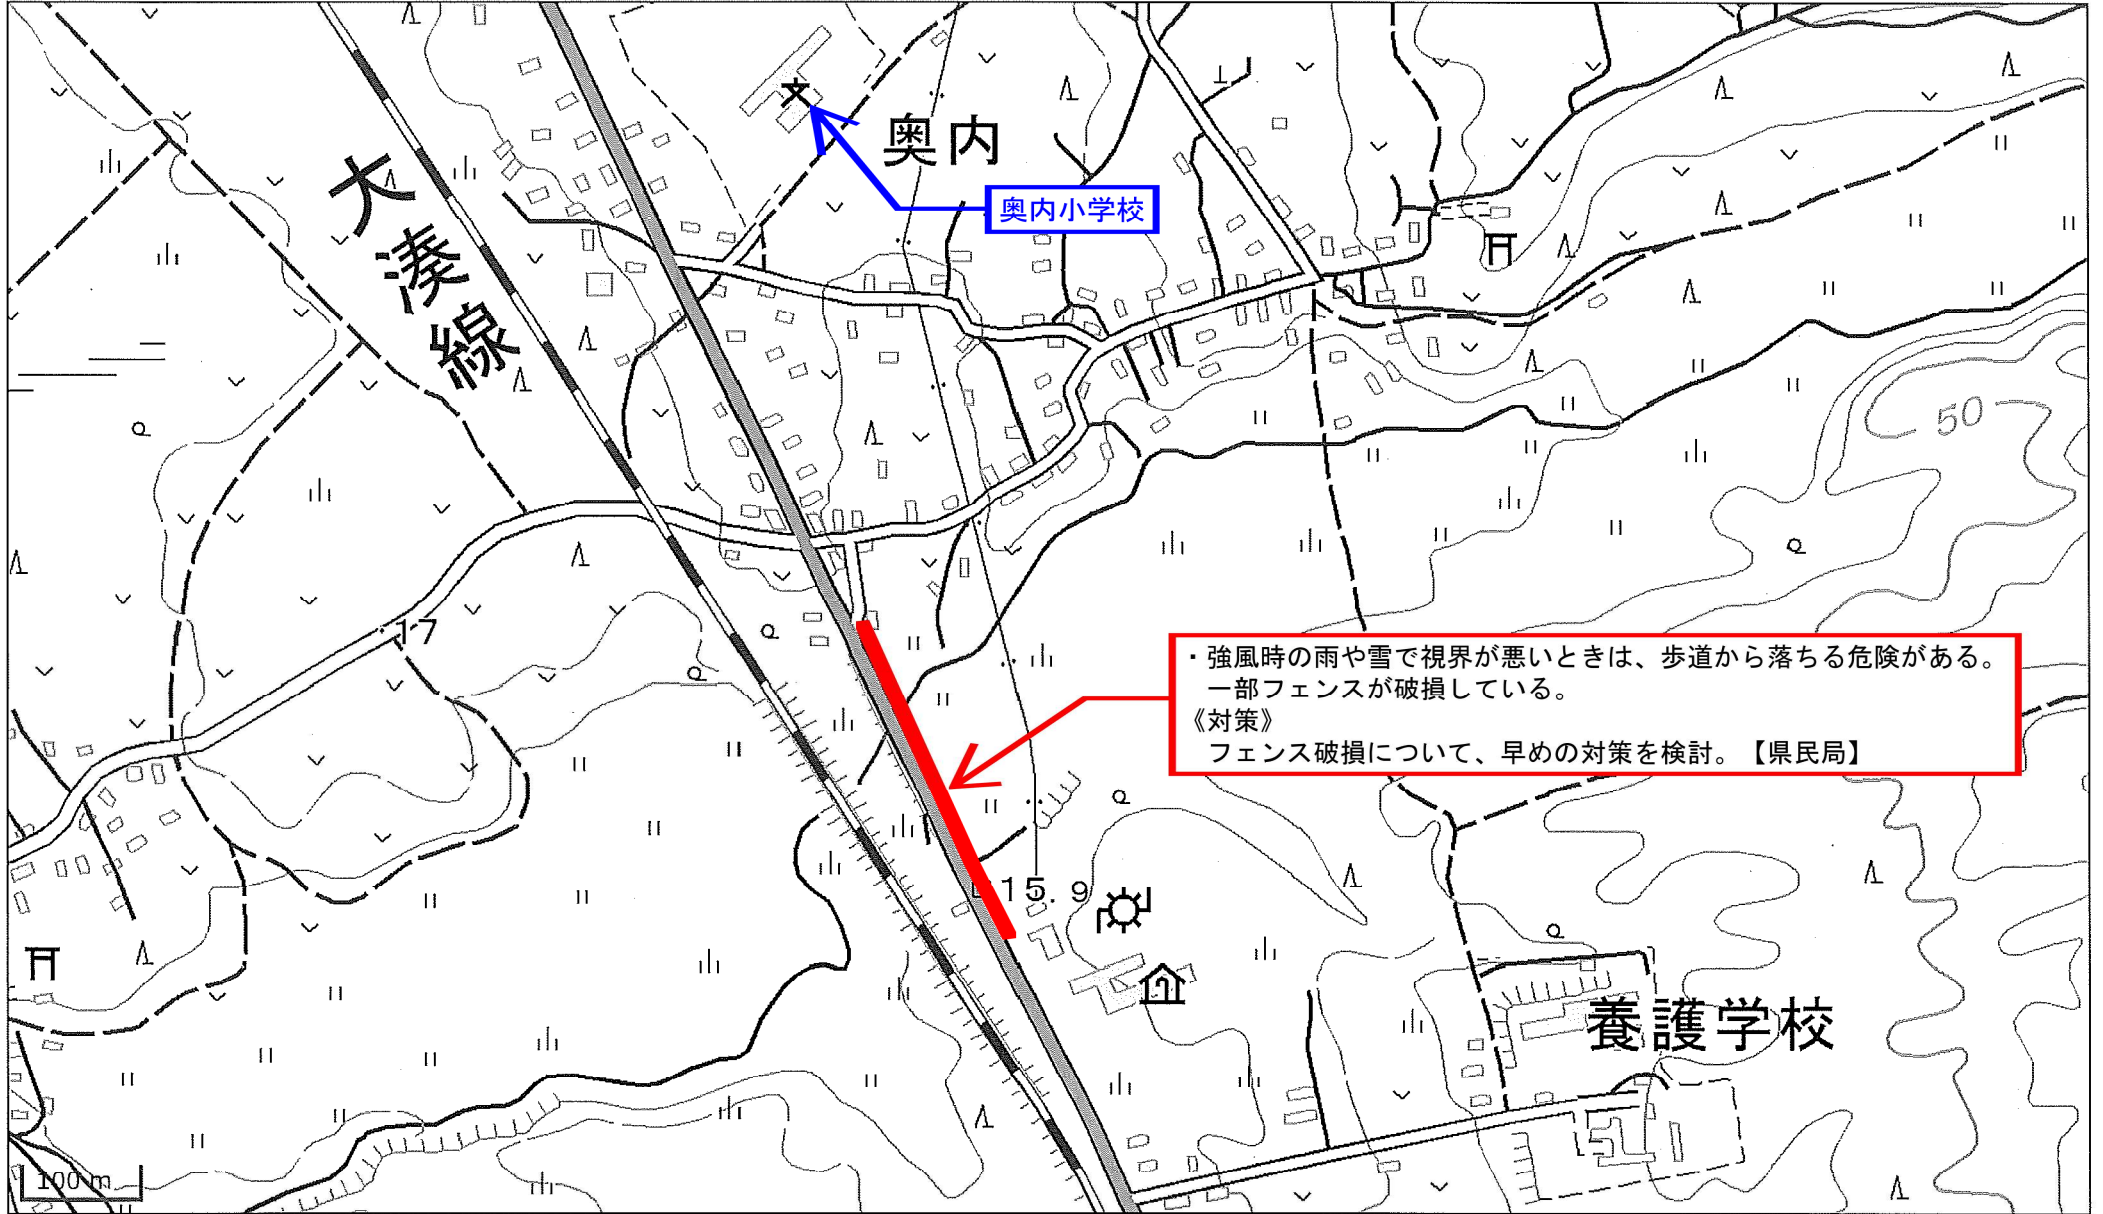 奥内
奥内小学校
大湊線
17
50
・強風時の雨や雪で視界が悪いときは、歩道から落ちる危険がある。
一部フェンスが破損している。
《対策》
フェンス破損について、早めの対策を検討。【県民局】
15.9
養護学校
100 m